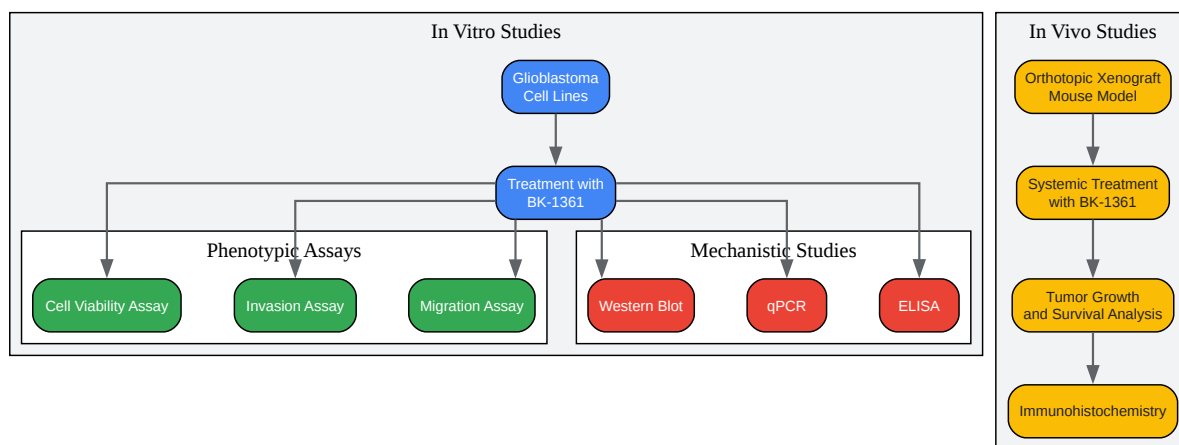 In Vitro Studies
Glioblastoma
Cell Lines
Treatment with
BK-1361
Phenotypic Assays
Cell Viability Assay
Invasion Assay
Migration Assay
Mechanistic Studies
Western Blot
qPCR
ELISA
In Vivo Studies
Orthotopic Xenograft
Mouse Model
Systemic Treatment
with BK-1361
Tumor Growth
and Survival Analysis
Immunohistochemistry